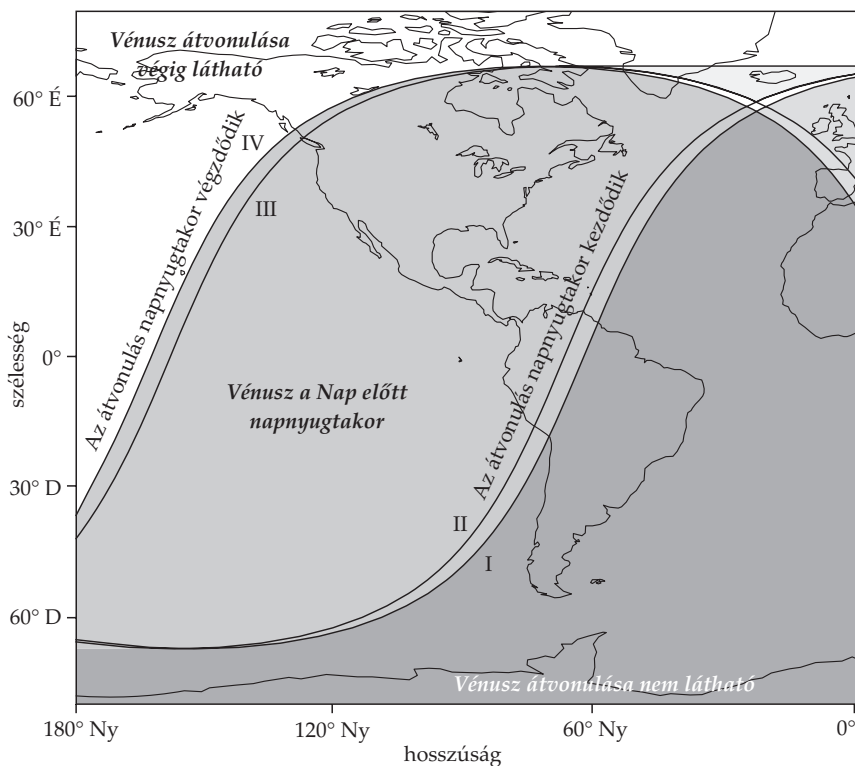 Vénusz átvonulása
végig látható
60° É
30° É
0°
30° D
60° D
szélesség
Az átvonulás napnyugtakor végződik
IV
III
Vénusz a Nap előtt
napnyugtakor
Az átvonulás napnyugtakor kezdődik
II
I
Vénusz átvonulása nem látható
180° Ny
120° Ny
60° Ny
0°
hosszúság